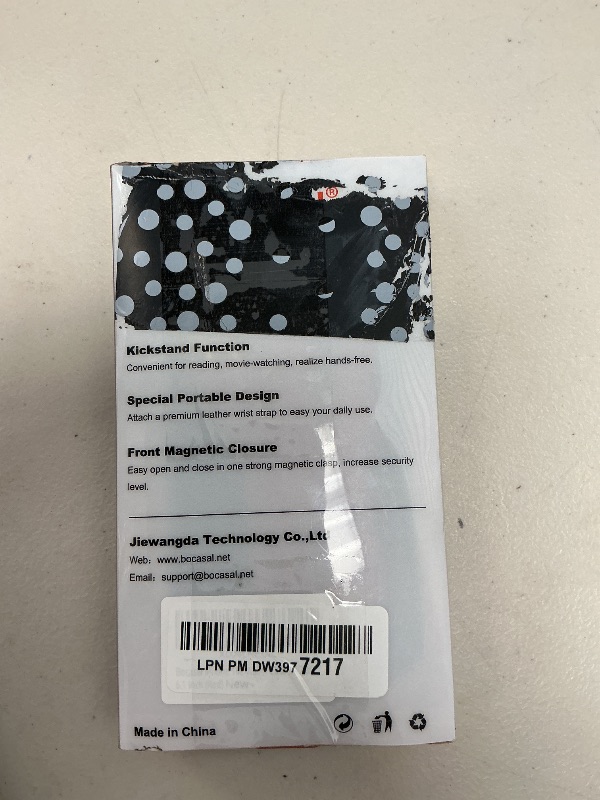 ®
Kickstand Function
Convenient for reading, movie-watching, realize hands-free.
Special Portable Design
Attach a premium leather wrist strap to easy your daily use.
Front Magnetic Closure
Easy open and close in one strong magnetic clasp, increase security
level.
Jiewangda Technology Co.,Ltd
Web: www.bocasal.net
Email: support@bocasal.net
LPN PM DW397 7217
Made in China